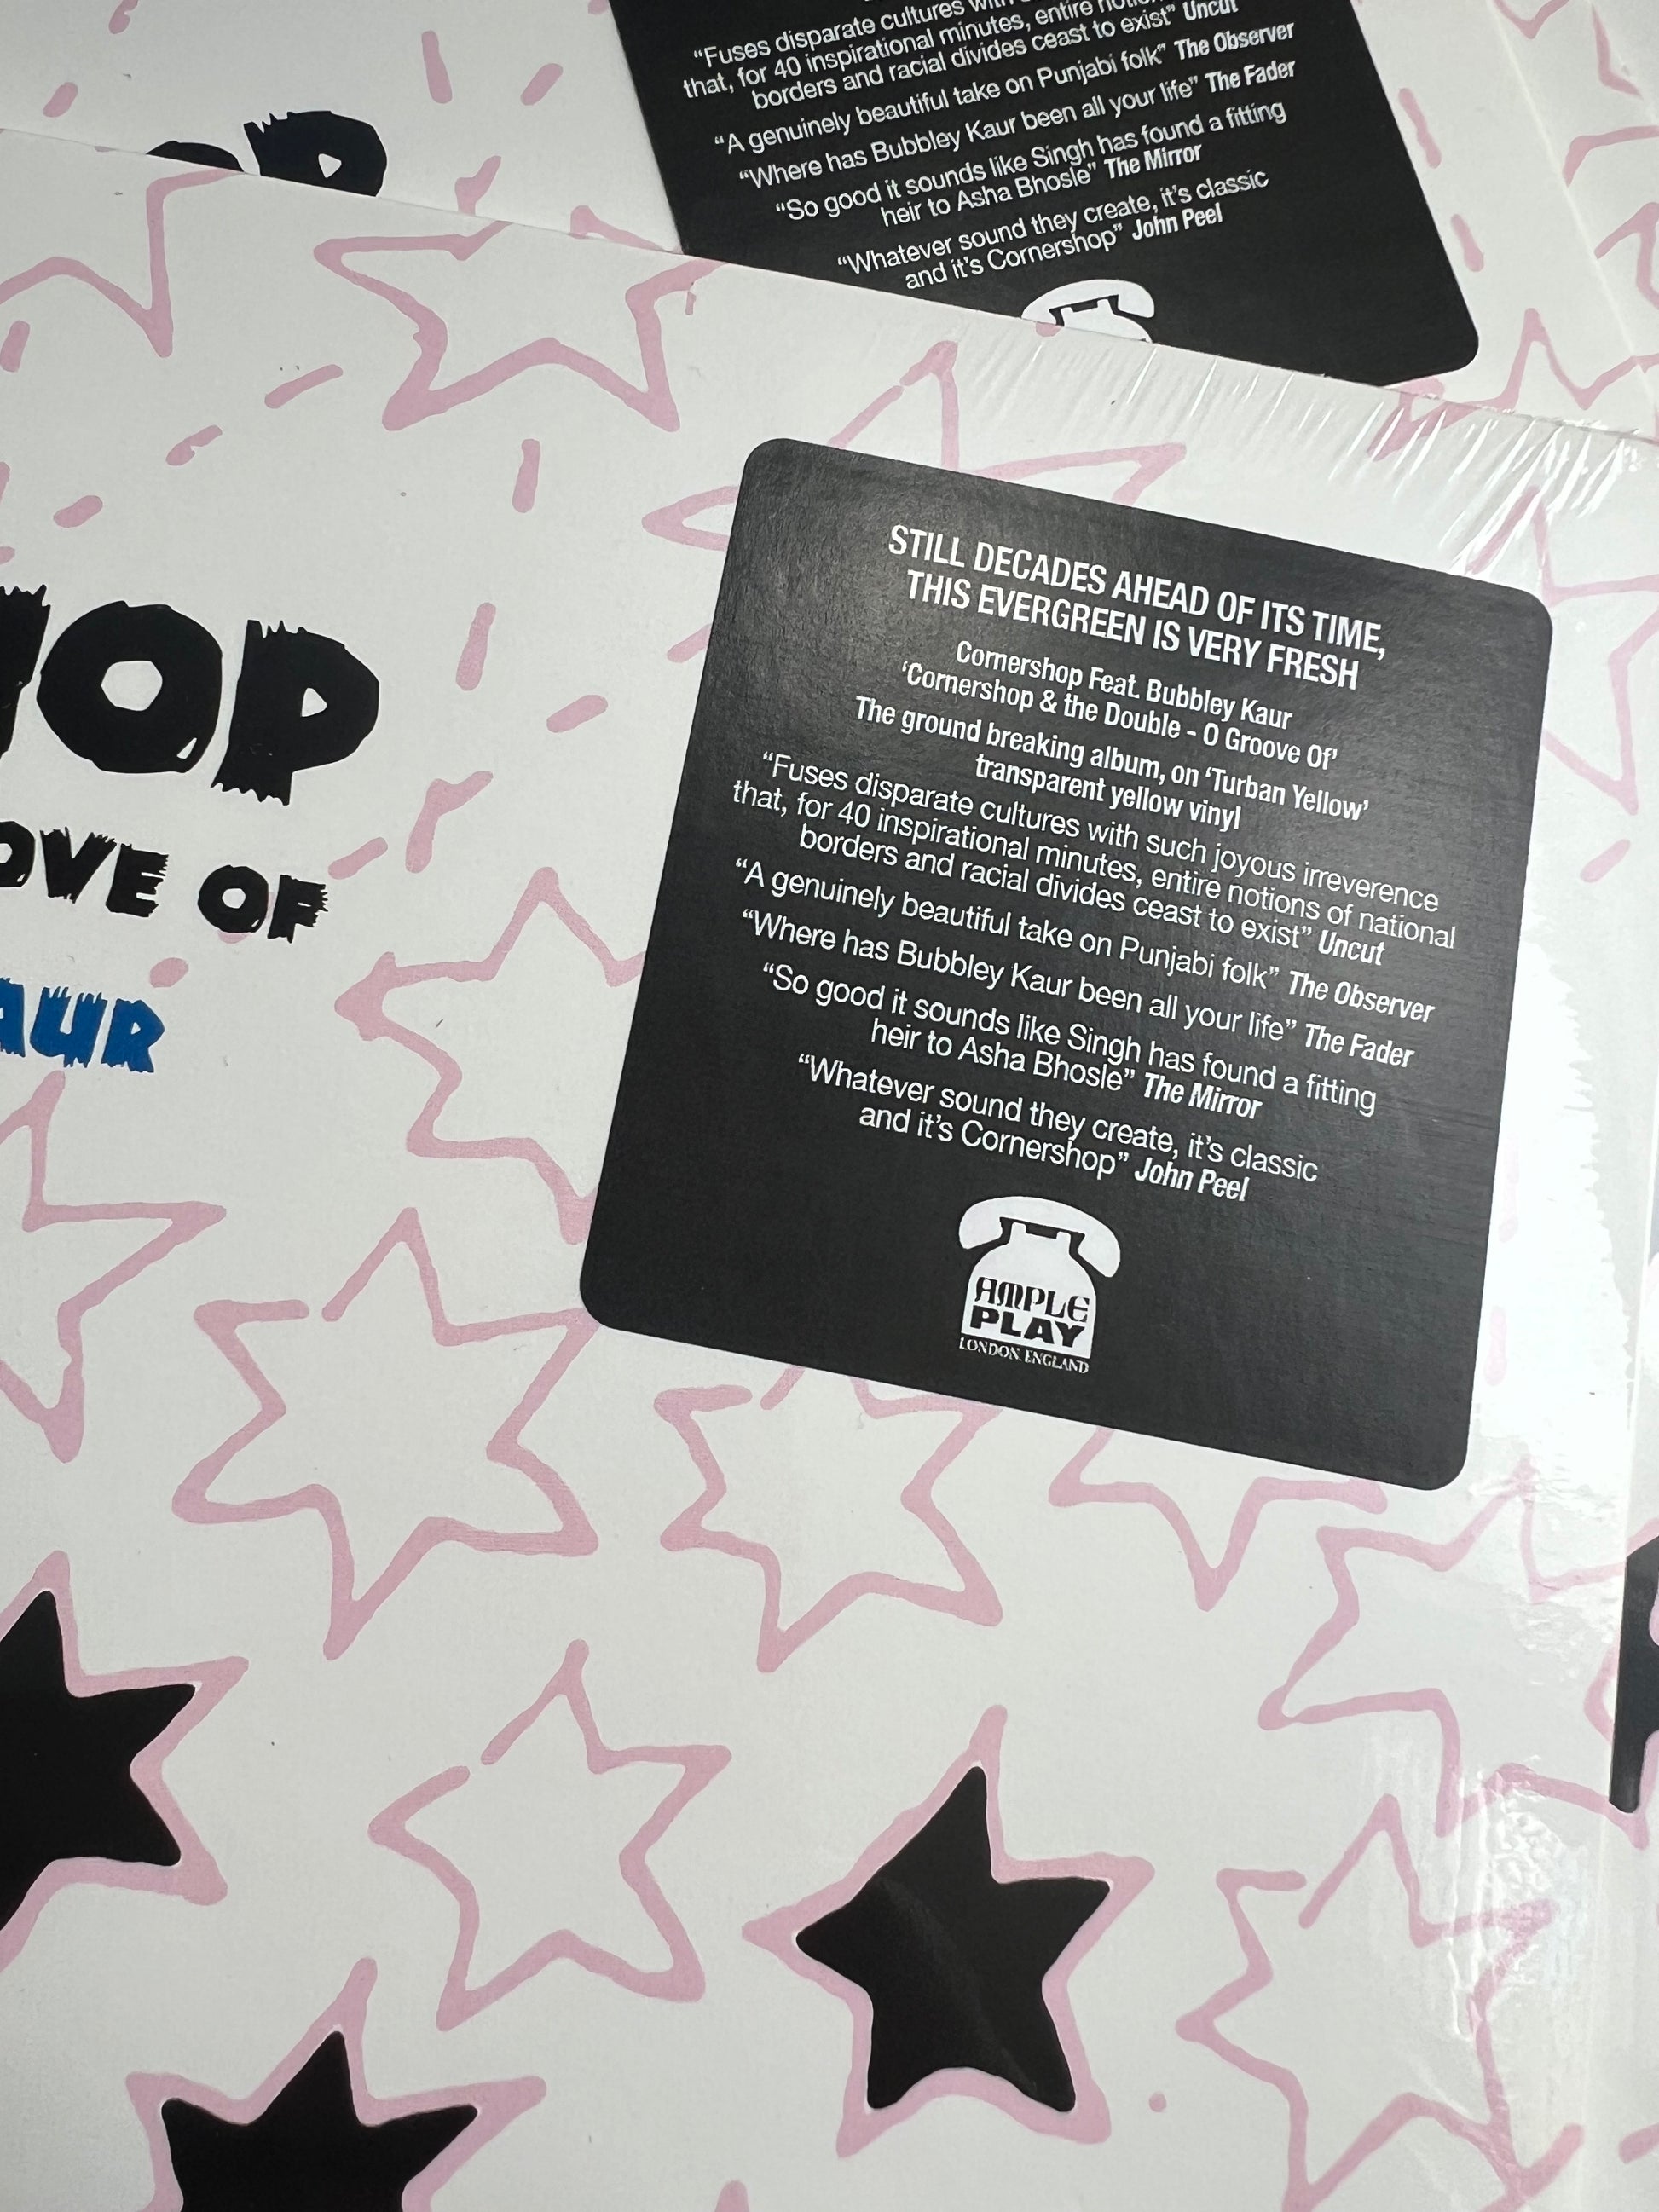 “Fuses disparate cultures with
that, for 40 inspirational minutes, entire
borders and racial divides ceast to exist” Uncut
“A genuinely beautiful take on Punjabi folk” The Observer
“Where has Bubbley Kaur been all your life” The Fader
“So good it sounds like Singh has found a fitting
heir to Asha Bhosle” The Mirror
“Whatever sound they create, it’s classic
and it’s Cornershop” John Peel
OP
HOP
OVE OF
AUR
STILL DECADES AHEAD OF ITS TIME,
THIS EVERGREEN IS VERY FRESH
Cornershop Feat. Bubbley Kaur
‘Cornershop & the Double - O Groove Of’
The ground breaking album, on ‘Turban Yellow’
transparent yellow vinyl
“Fuses disparate cultures with such joyous irreverence
that, for 40 inspirational minutes, entire notions of national
borders and racial divides ceast to exist” Uncut
“A genuinely beautiful take on Punjabi folk” The Observer
“Where has Bubbley Kaur been all your life” The Fader
“So good it sounds like Singh has found a fitting
heir to Asha Bhosle” The Mirror
“Whatever sound they create, it’s classic
and it’s Cornershop” John Peel
AMPLE
PLAY
LONDON, ENGLAND